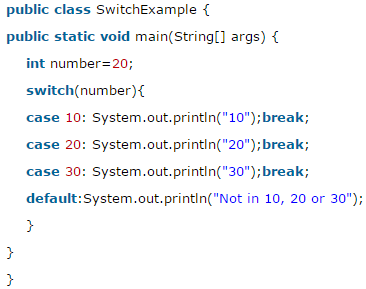 public class SwitchExample {
public static void main(String[] args) {
int number=20;
switch(number){
case 10: System.out.println("10");break;
case 20: System.out.println("20");break;
case 30: System.out.println("30");break;
default:System.out.println("Not in 10, 20 or 30");
}
}
}